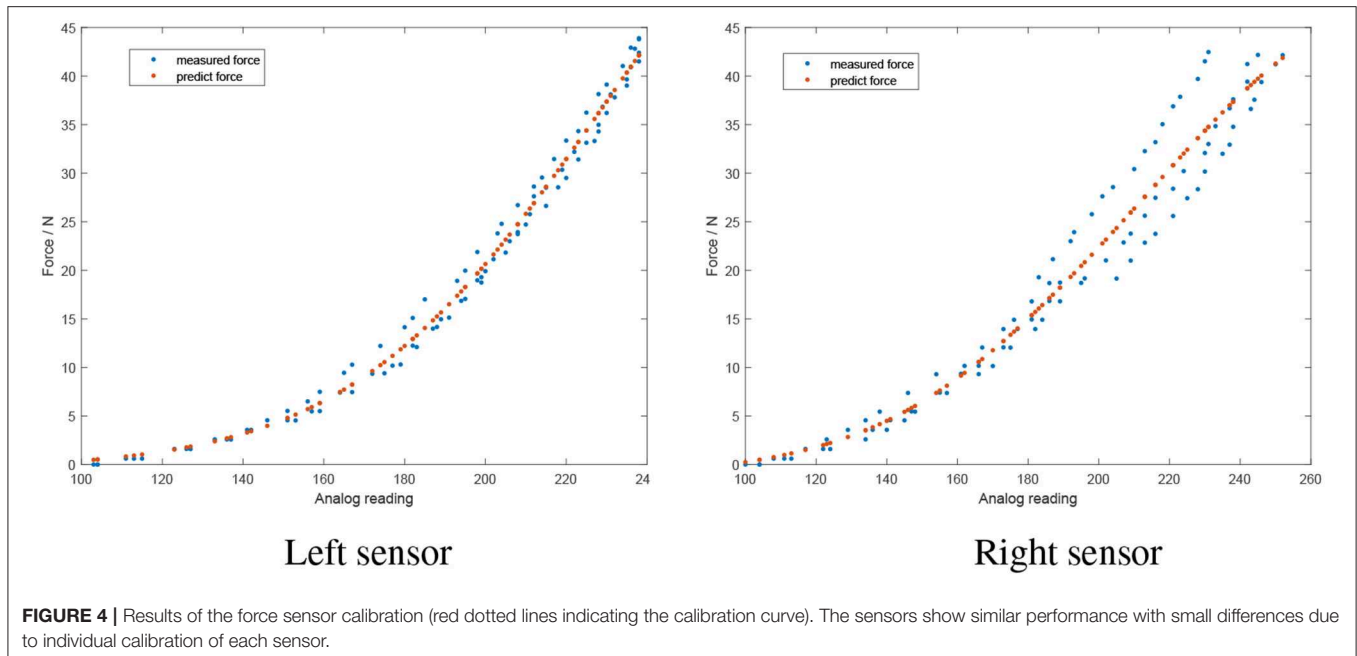 45
40
35
30
25
20
15
10
5
0
Force / N
measured force
predict force
100 120 140 160 180 200 220 24
Analog reading
Left sensor
45
40
35
30
25
20
15
10
5
0
Force / N
measured force
predict force
100 120 140 160 180 200 220 240 260
Analog reading
Right sensor
FIGURE 4 | Results of the force sensor calibration (red dotted lines indicating the calibration curve). The sensors show similar performance with small differences due
to individual calibration of each sensor.